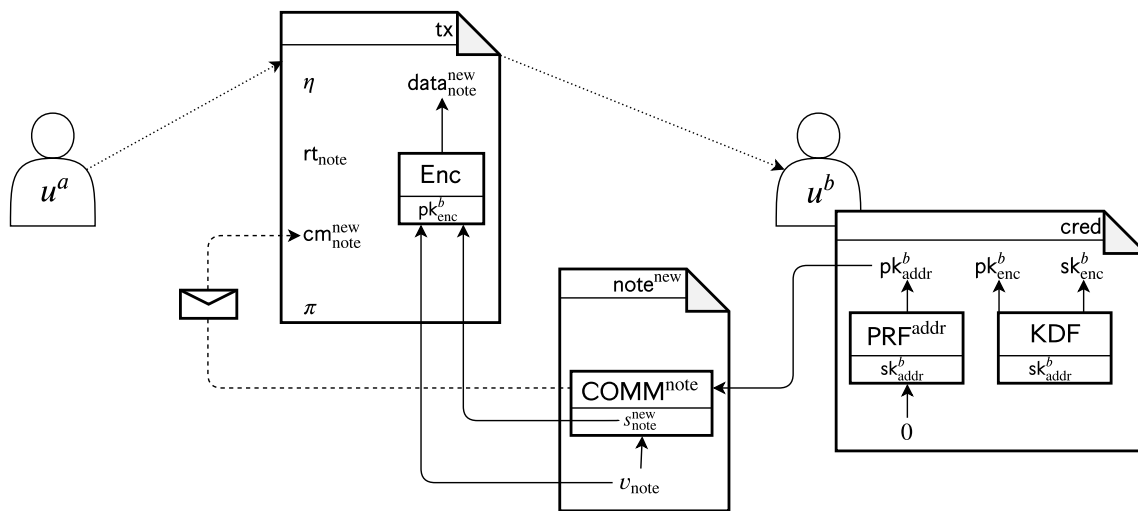 tx
η
data^new_note
rt_note
Enc
pk^b_enc
cm^new_note
π
u^a
u^b
cred
pk^b_addr
pk^b_enc
sk^b_enc
PRF^addr
sk^b_addr
0
KDF
sk^b_addr
note^new
COMM^note
s^new_note
v_note